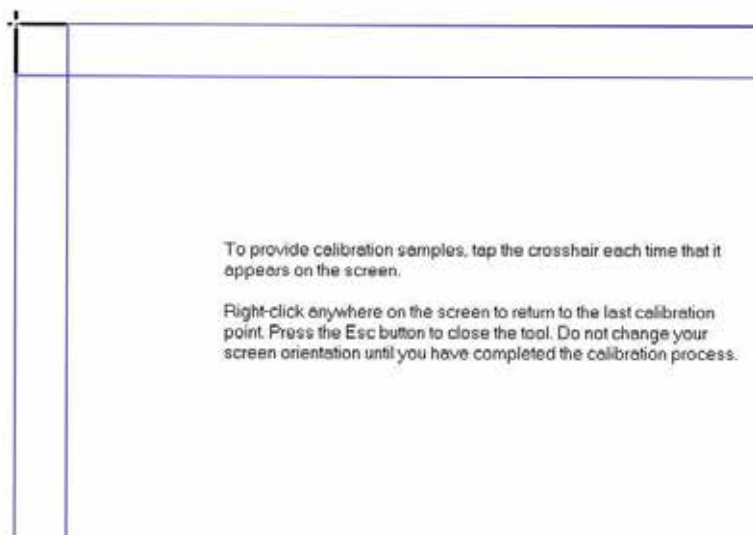 To provide calibration samples, tap the crosshair each time that it
appears on the screen.
Right-click anywhere on the screen to return to the last calibration
point. Press the Esc button to close the tool. Do not change your
screen orientation until you have completed the calibration process.